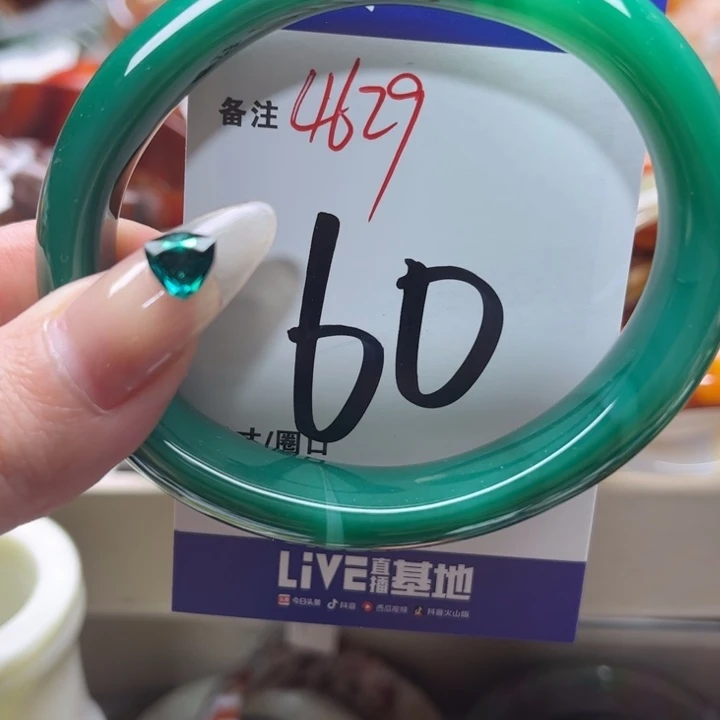 备注 4629
60
寸/圈口
LiVE直播基地
今日头条 抖音 西瓜视频 抖音火山版